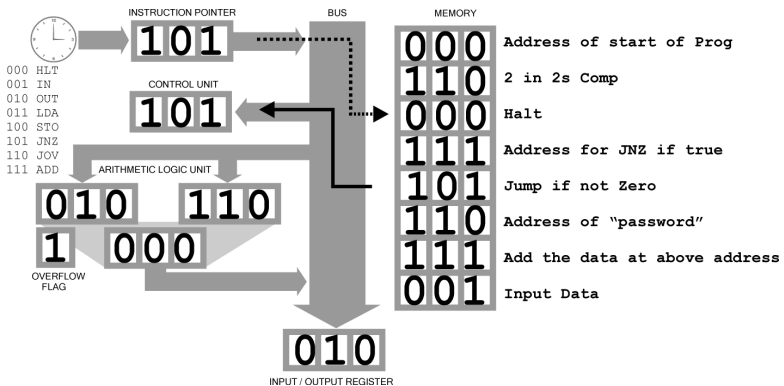 INSTRUCTION POINTER
BUS
MEMORY
101
000 HLT
001 IN
010 OUT
011 LDA
100 STO
101 JNZ
110 JOV
111 ADD
CONTROL UNIT
101
ARITHMETIC LOGIC UNIT
010 110
1 000
OVERFLOW
FLAG
010
INPUT / OUTPUT REGISTER
000 Address of start of Prog
110 2 in 2s Comp
000 Halt
111 Address for JNZ if true
101 Jump if not Zero
110 Address of “password”
111 Add the data at above address
001 Input Data